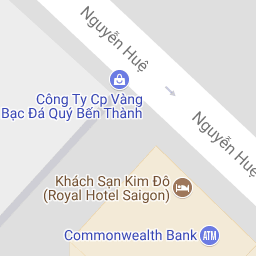 Nguyễn Huệ
Công Ty Cp Vàng
Bạc Đá Quý Bến Thành
Nguyễn Huệ
Khách Sạn Kim Đô
(Royal Hotel Saigon)
Commonwealth Bank
ATM